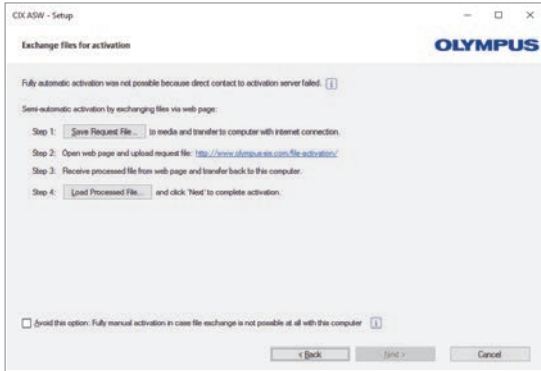 CIX ASW - Setup
Exchange files for activation
OLYMPUS
Fully automatic activation was not possible because direct contact to activation server failed. [i]
Semi-automatic activation by exchanging files via web page:
Step 1: Save Request File... to media and transfer to computer with internet connection.
Step 2: Open web page and upload request file: http://www.olympus-sis.com/file-activation/
Step 3: Receive processed file from web page and transfer back to this computer.
Step 4: Load Processed File... and click 'Next' to complete activation.
Avoid this option: Fully manual activation in case file exchange is not possible at all with this computer [i]
< Back Next > Cancel